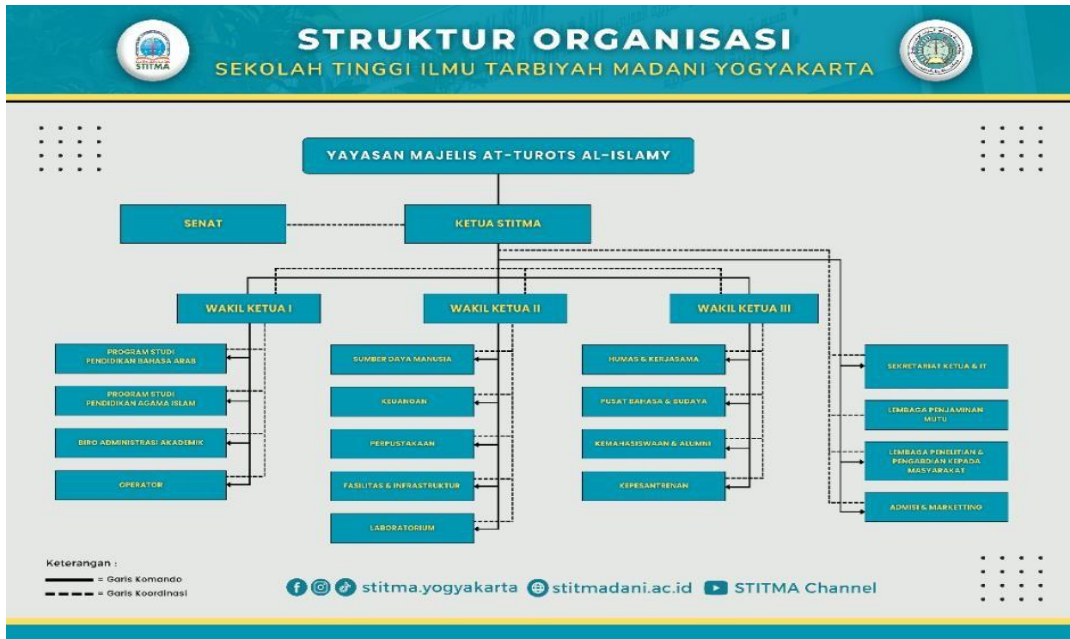 STRUKTUR ORGANISASI
SEKOLAH TINGGI ILMU TARBIYAH MADANI YOGYAKARTA
STITMA
YAYASAN MAJELIS AT-TUROTS AL-ISLAMY
SENAT
KETUA STITMA
WAKIL KETUA I
WAKIL KETUA II
WAKIL KETUA III
PROGRAM STUDI
PENDIDIKAN BAHASA ARAB
PROGRAM STUDI
PENDIDIKAN AGAMA ISLAM
BIRO ADMINISTRASI AKADEMIK
OPERATOR
SUMBER DAYA MANUSIA
KEUANGAN
PERPUSTAKAAN
FASILITAS & INFRASTRUKTUR
LABORATORIUM
HUMAS & KERJASAMA
PUSAT BAHASA & BUDAYA
KEMAHASISWAAN & ALUMNI
KEPESANTRENAN
SEKRETARIAT KETUA & IT
LEMBAGA PENJAMINAN
MUTU
LEMBAGA PENELITIAN &
PENGABDIAN KEPADA
MASYARAKAT
ADMISI & MARKETTING
Keterangan :
= Garis Komando
= Garis Koordinasi
stitma.yogyakarta
stitmadani.ac.id
STITMA Channel